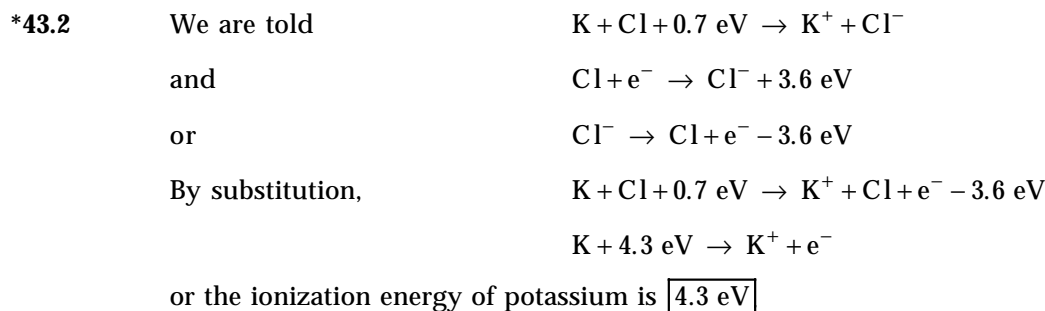 *43.2 We are told K + Cl + 0.7 eV → K⁺ + Cl⁻
and Cl + e⁻ → Cl⁻ + 3.6 eV
or Cl⁻ → Cl + e⁻ − 3.6 eV
By substitution, K + Cl + 0.7 eV → K⁺ + Cl + e⁻ − 3.6 eV
K + 4.3 eV → K⁺ + e⁻
or the ionization energy of potassium is 4.3 eV